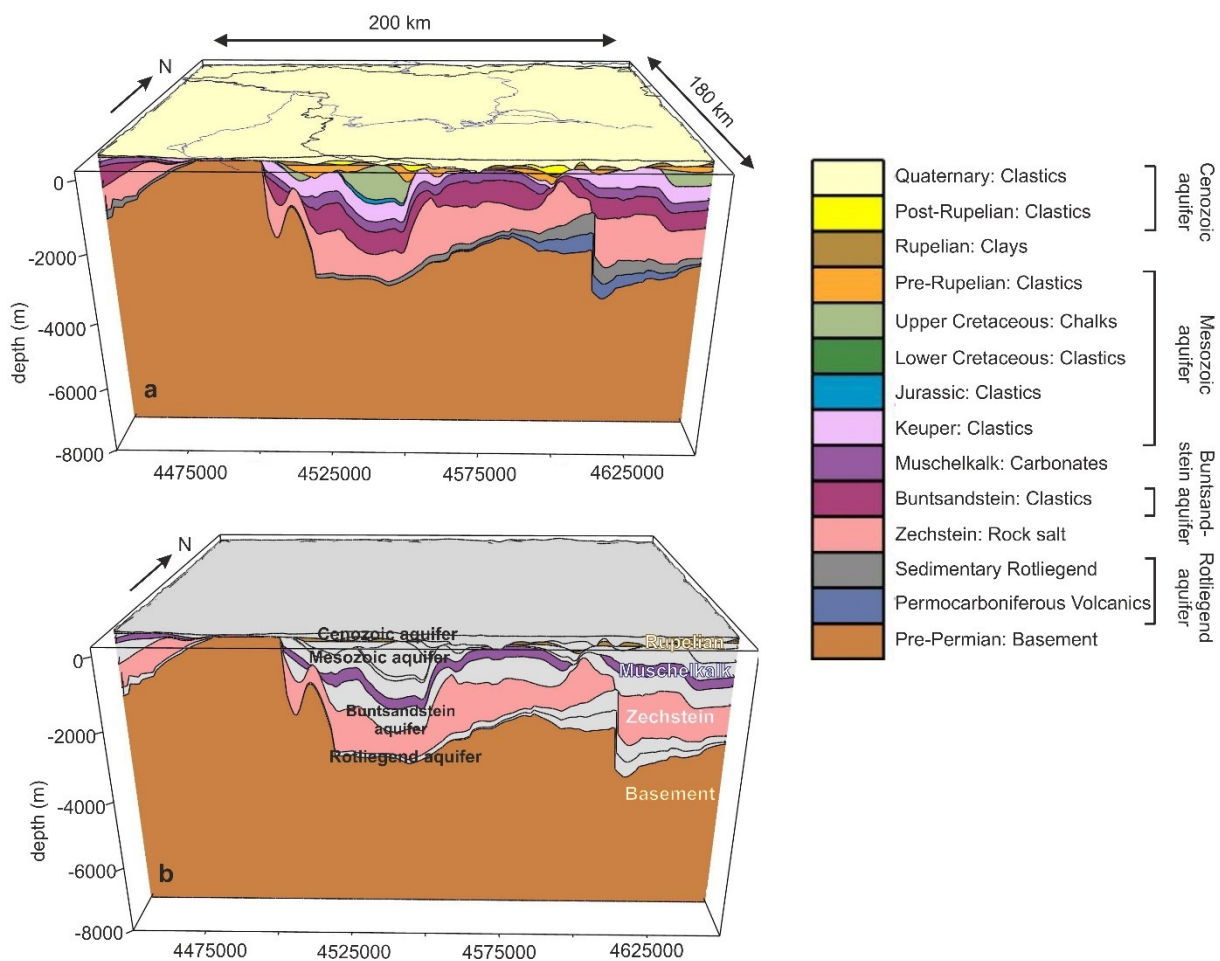 200 km
N
180 km
0
-2000
-4000
-6000
-8000
depth (m)
a
4475000 4525000 4575000 4625000
Quaternary: Clastics
Post-Rupelian: Clastics
Rupelian: Clays
Pre-Rupelian: Clastics
Upper Cretaceous: Chalks
Lower Cretaceous: Clastics
Jurassic: Clastics
Keuper: Clastics
Muschelkalk: Carbonates
Buntsandstein: Clastics
Zechstein: Rock salt
Sedimentary Rotliegend
Permocarboniferous Volcanics
Pre-Permian: Basement
Cenozoic
aquifer
Mesozoic
aquifer
Buntsand-
stein aquifer
Rotliegend
aquifer
N
0
-2000
-4000
-6000
-8000
depth (m)
b
Cenozoic aquifer
Mesozoic aquifer
Buntsandstein
aquifer
Rotliegend aquifer
Rupelian
Muschelkalk
Zechstein
Basement
4475000 4525000 4575000 4625000